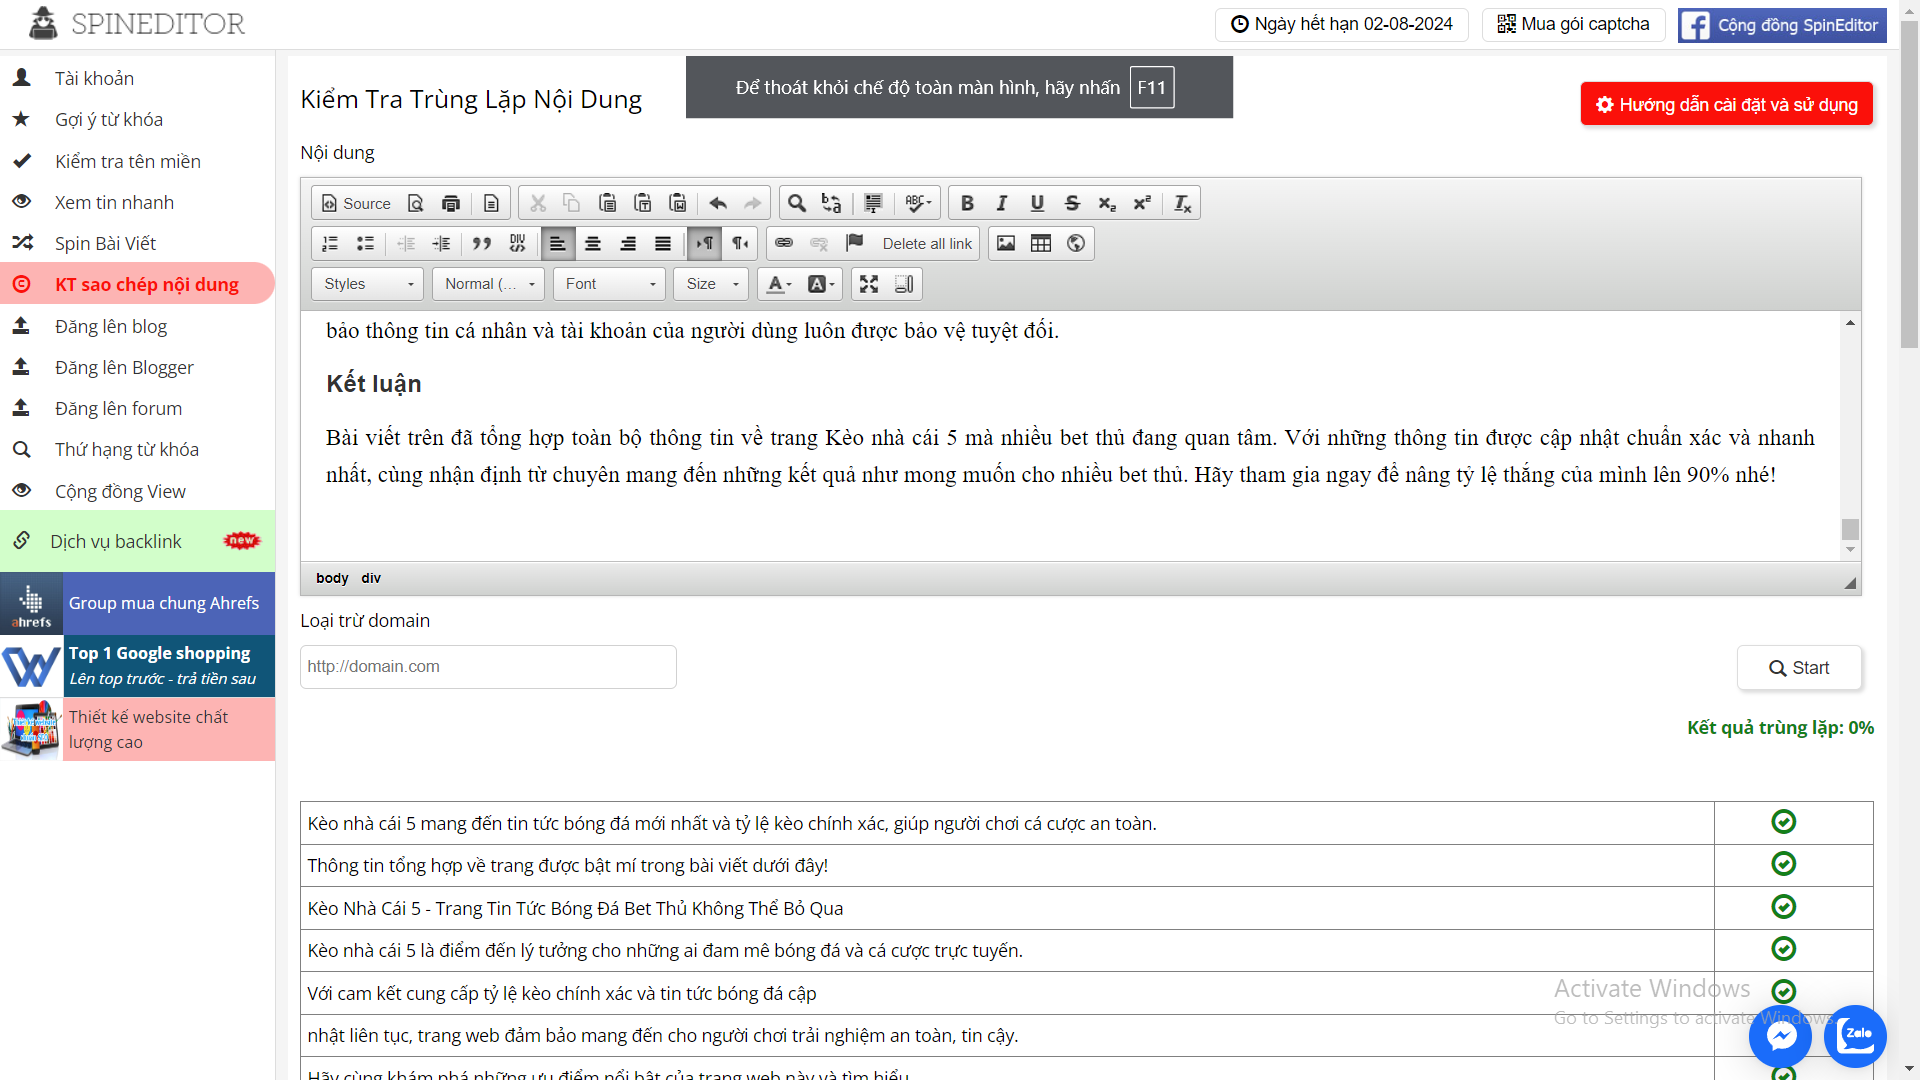 SPINEDITOR
Ngày hết hạn 02-08-2024
Mua gói captcha
Cộng đồng SpinEditor
Tài khoản
Gợi ý từ khóa
Kiểm tra tên miền
Xem tin nhanh
Spin Bài Viết
KT sao chép nội dung
Đăng lên blog
Đăng lên Blogger
Đăng lên forum
Thứ hạng từ khóa
Cộng đồng View
Dịch vụ backlink
new
ahrefs
Group mua chung Ahrefs
Top 1 Google shopping
Lên top trước - trả tiền sau
Thiết kế website chất
lượng cao
Kiểm Tra Trùng Lặp Nội Dung
Để thoát khỏi chế độ toàn màn hình, hãy nhấn F11
Hướng dẫn cài đặt và sử dụng
Nội dung
Source
Delete all link
Styles
Normal (...
Font
Size
bảo thông tin cá nhân và tài khoản của người dùng luôn được bảo vệ tuyệt đối.
Kết luận
Bài viết trên đã tổng hợp toàn bộ thông tin về trang Kèo nhà cái 5 mà nhiều bet thủ đang quan tâm. Với những thông tin được cập nhật chuẩn xác và nhanh
nhất, cùng nhận định từ chuyên mang đến những kết quả như mong muốn cho nhiều bet thủ. Hãy tham gia ngay để nâng tỷ lệ thắng của mình lên 90% nhé!
body div
Loại trừ domain
http://domain.com
Start
Kết quả trùng lặp: 0%
Kèo nhà cái 5 mang đến tin tức bóng đá mới nhất và tỷ lệ kèo chính xác, giúp người chơi cá cược an toàn.
Thông tin tổng hợp về trang được bật mí trong bài viết dưới đây!
Kèo Nhà Cái 5 - Trang Tin Tức Bóng Đá Bet Thủ Không Thể Bỏ Qua
Kèo nhà cái 5 là điểm đến lý tưởng cho những ai đam mê bóng đá và cá cược trực tuyến.
Với cam kết cung cấp tỷ lệ kèo chính xác và tin tức bóng đá cập
nhật liên tục, trang web đảm bảo mang đến cho người chơi trải nghiệm an toàn, tin cậy.
Hãy cùng khám phá những ưu điểm nổi bật của trang web này và tìm hiểu
Activate Windows
Go to Settings to activate Windows.
Zalo